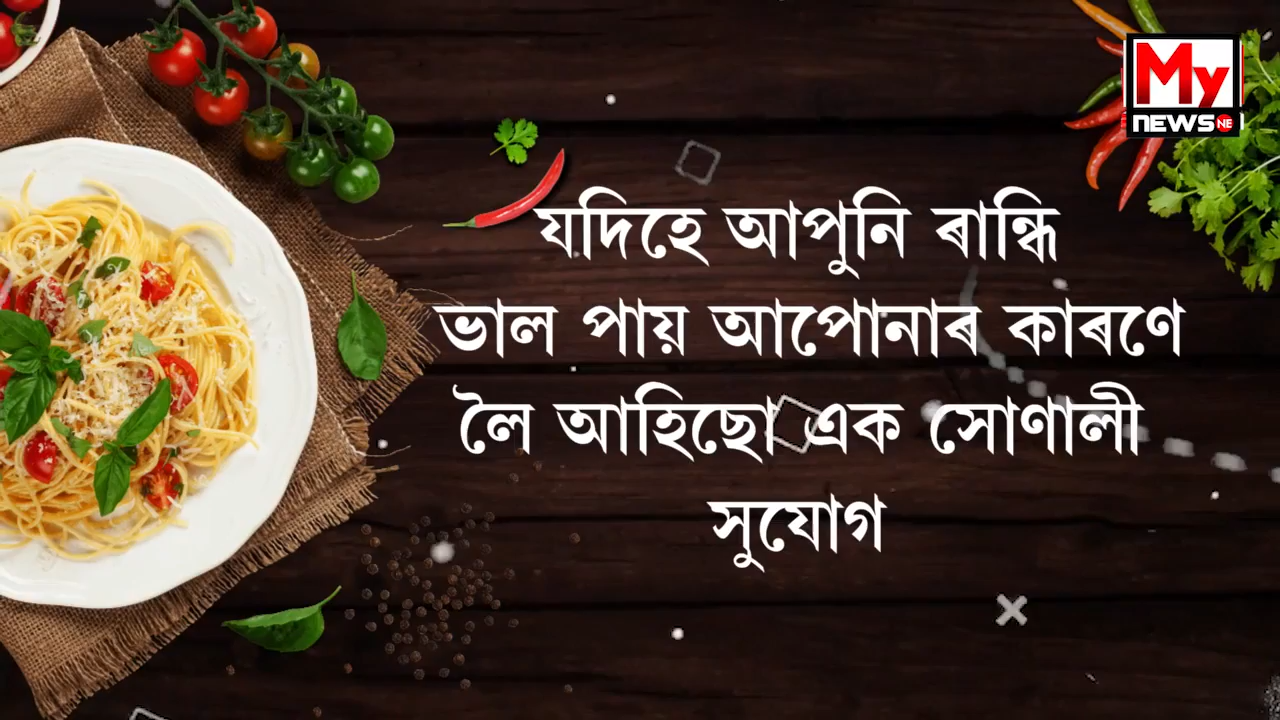 My
NEWS NE
যদিহে আপুনি ৰান্ধি
ভাল পায় আপোনাৰ কাৰণে
লৈ আহিছো এক সোণালী
সুযোগ